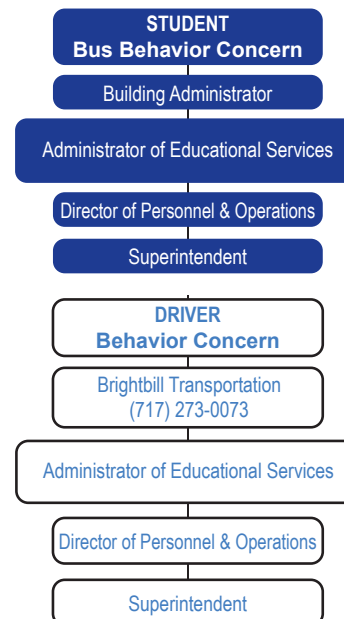 STUDENT
Bus Behavior Concern
Building Administrator
Administrator of Educational Services
Director of Personnel & Operations
Superintendent
DRIVER
Behavior Concern
Brightbill Transportation
(717) 273-0073
Administrator of Educational Services
Director of Personnel & Operations
Superintendent